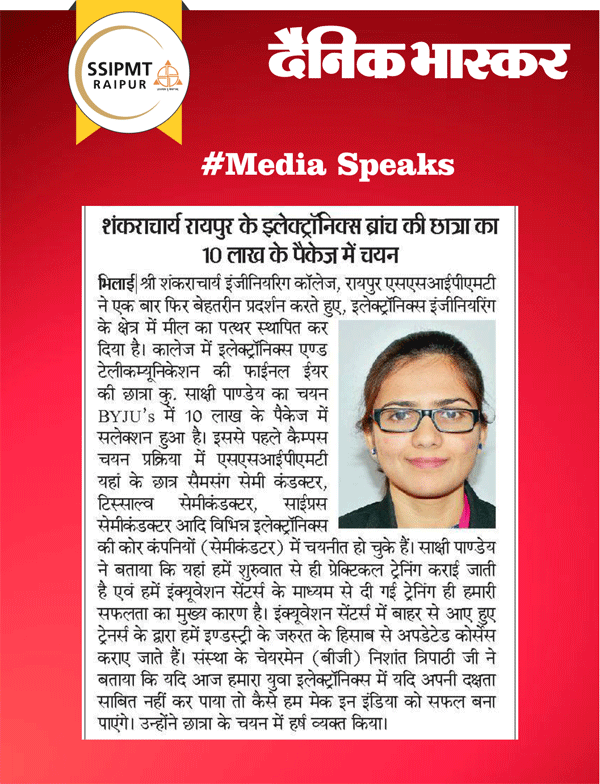 SSIPMT
RAIPUR
दैनिक भास्कर
#Media Speaks
शंकराचार्य रायपुर के इलेक्ट्रॉनिक्स ब्रांच की छात्रा का
10 लाख के पैकेज में चयन
भिलाई| श्री शंकराचार्य इंजीनियरिग कॉलेज, रायपुर एसएसआईपीएमटी
ने एक बार फिर बेहतरीन प्रदर्शन करते हुए, इलेक्ट्रॉनिक्स इंजीनियरिंग
के क्षेत्र में मील का पत्थर स्थापित कर
दिया है। कालेज में इलेक्ट्रॉनिक्स एण्ड
टेलीकम्यूनिकेशन की फाईनल ईयर
की छात्रा कु. साक्षी पाण्डेय का चयन
BYJU's में 10 लाख के पैकेज में
सलेक्शन हुआ है। इससे पहले कैम्पस
चयन प्रक्रिया में एसएसआईपीएमटी
यहां के छात्र सैमसंग सेमी कंडक्टर,
टिस्साल्व सेमीकंडक्टर, साईप्रस
सेमीकंडक्टर आदि विभिन्न इलेक्ट्रॉनिक्स
की कोर कंपनियों (सेमीकंडटर) में चयनीत हो चुके हैं। साक्षी पाण्डेय
ने बताया कि यहां हमें शुरुवात से ही प्रेक्टिकल ट्रेनिंग कराई जाती
है एवं हमें इंक्यूवेशन सेंटर्स के माध्यम से दी गई ट्रेनिंग ही हमारी
सफलता का मुख्य कारण है। इंक्यूवेशन सेंटर्स में बाहर से आए हुए
ट्रेनर्स के द्वारा हमें इण्डस्ट्री के जरुरत के हिसाब से अपडेटेड कोर्सेस
कराए जाते हैं। संस्था के चेयरमेन (बीजी) निशांत त्रिपाठी जी ने
बताया कि यदि आज हमारा युवा इलेक्ट्रॉनिक्स में यदि अपनी दक्षता
साबित नहीं कर पाया तो कैसे हम मेक इन इंडिया को सफल बना
पाएंगे। उन्होंने छात्रा के चयन में हर्ष व्यक्त किया।